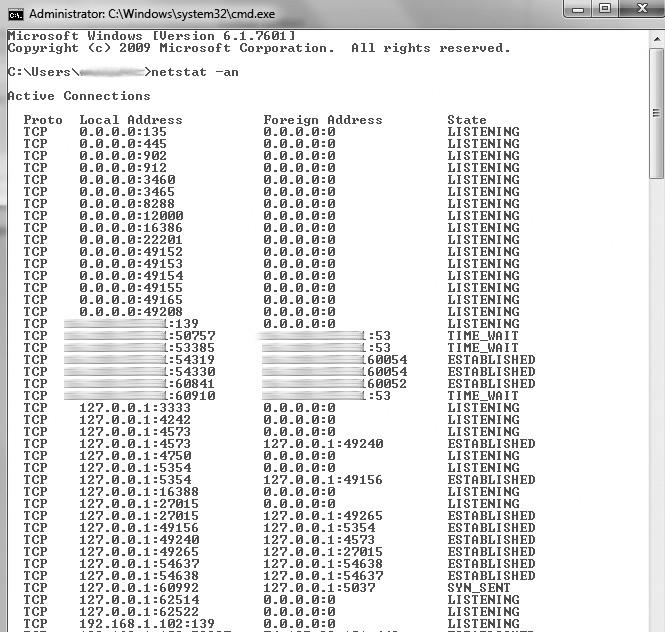 Administrator: C:\Windows\system32\cmd.exe
Microsoft Windows [Version 6.1.7601]
Copyright (c) 2009 Microsoft Corporation.  All rights reserved.
C:\Users\ >netstat -an
Active Connections
Proto  Local Address  Foreign Address  State
TCP  0.0.0.0:135  0.0.0.0:0  LISTENING
TCP  0.0.0.0:445  0.0.0.0:0  LISTENING
TCP  0.0.0.0:902  0.0.0.0:0  LISTENING
TCP  0.0.0.0:912  0.0.0.0:0  LISTENING
TCP  0.0.0.0:3460  0.0.0.0:0  LISTENING
TCP  0.0.0.0:3465  0.0.0.0:0  LISTENING
TCP  0.0.0.0:8288  0.0.0.0:0  LISTENING
TCP  0.0.0.0:12000  0.0.0.0:0  LISTENING
TCP  0.0.0.0:16386  0.0.0.0:0  LISTENING
TCP  0.0.0.0:22201  0.0.0.0:0  LISTENING
TCP  0.0.0.0:49152  0.0.0.0:0  LISTENING
TCP  0.0.0.0:49153  0.0.0.0:0  LISTENING
TCP  0.0.0.0:49154  0.0.0.0:0  LISTENING
TCP  0.0.0.0:49155  0.0.0.0:0  LISTENING
TCP  0.0.0.0:49165  0.0.0.0:0  LISTENING
TCP  0.0.0.0:49208  0.0.0.0:0  LISTENING
TCP  :139  0.0.0.0:0  LISTENING
TCP  :50757  :53  TIME_WAIT
TCP  :53385  :53  TIME_WAIT
TCP  :54319  60054  ESTABLISHED
TCP  :54330  60054  ESTABLISHED
TCP  :60841  60052  ESTABLISHED
TCP  :60910  :53  TIME_WAIT
TCP  127.0.0.1:3333  0.0.0.0:0  LISTENING
TCP  127.0.0.1:4242  0.0.0.0:0  LISTENING
TCP  127.0.0.1:4573  0.0.0.0:0  LISTENING
TCP  127.0.0.1:4573  127.0.0.1:49240  ESTABLISHED
TCP  127.0.0.1:4750  0.0.0.0:0  LISTENING
TCP  127.0.0.1:5354  0.0.0.0:0  LISTENING
TCP  127.0.0.1:5354  127.0.0.1:49156  ESTABLISHED
TCP  127.0.0.1:16388  0.0.0.0:0  LISTENING
TCP  127.0.0.1:27015  0.0.0.0:0  LISTENING
TCP  127.0.0.1:27015  127.0.0.1:49265  ESTABLISHED
TCP  127.0.0.1:49156  127.0.0.1:5354  ESTABLISHED
TCP  127.0.0.1:49240  127.0.0.1:4573  ESTABLISHED
TCP  127.0.0.1:49265  127.0.0.1:27015  ESTABLISHED
TCP  127.0.0.1:54637  127.0.0.1:54638  ESTABLISHED
TCP  127.0.0.1:54638  127.0.0.1:54637  ESTABLISHED
TCP  127.0.0.1:60992  127.0.0.1:5037  SYN_SENT
TCP  127.0.0.1:62514  0.0.0.0:0  LISTENING
TCP  127.0.0.1:62522  0.0.0.0:0  LISTENING
TCP  192.168.1.102:139  0.0.0.0:0  LISTENING